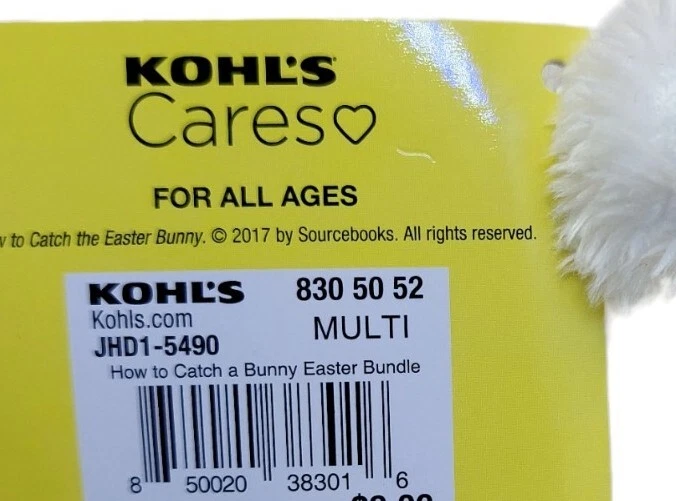 KOHL'S
Cares
FOR ALL AGES
to Catch the Easter Bunny. © 2017 by Sourcebooks. All rights reserved.
KOHL'S 830 50 52
Kohls.com MULTI
JHD1-5490
How to Catch a Bunny Easter Bundle
8 50020 38301 6